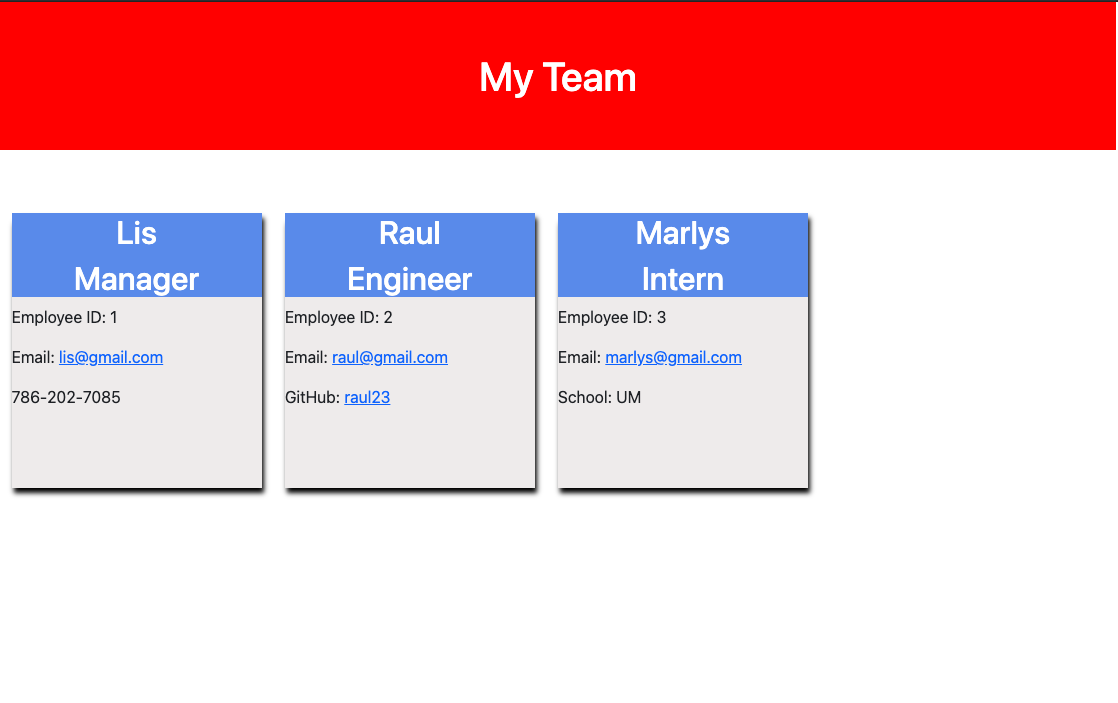 My Team
Lis
Manager
Employee ID: 1
Email: lis@gmail.com
786-202-7085
Raul
Engineer
Employee ID: 2
Email: raul@gmail.com
GitHub: raul23
Marlys
Intern
Employee ID: 3
Email: marlys@gmail.com
School: UM